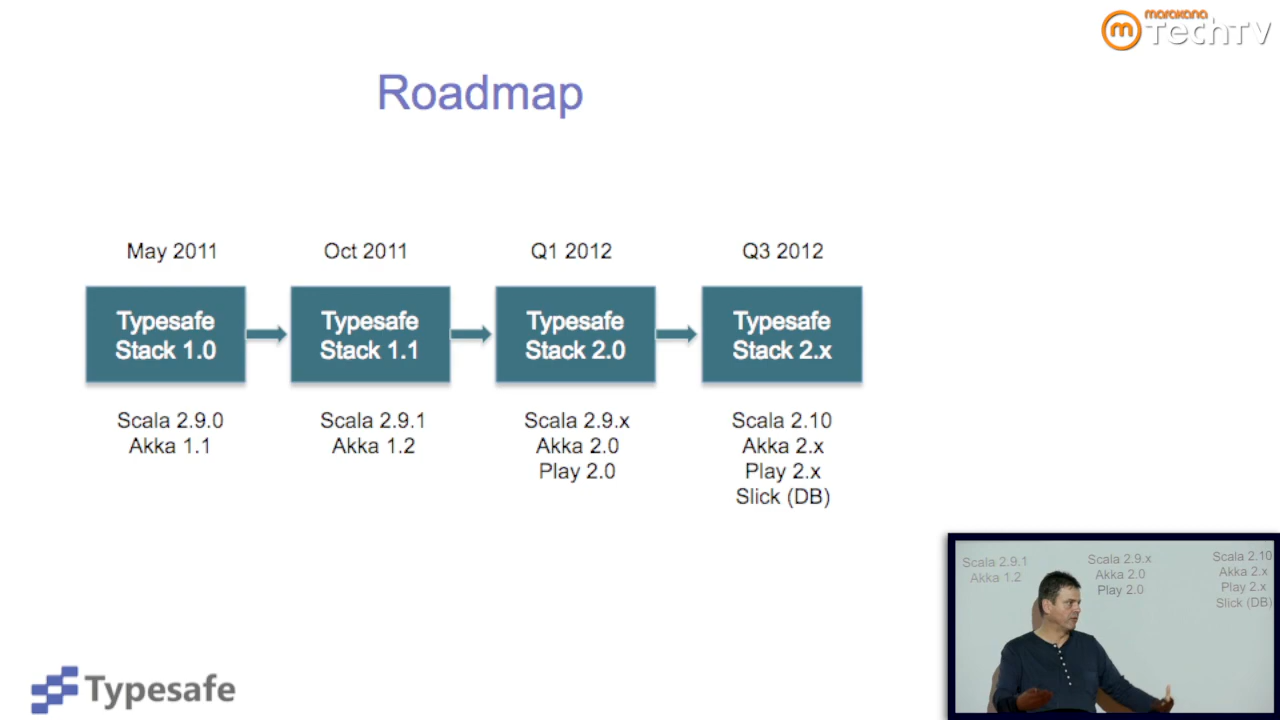 marakana
TechTV
Roadmap
May 2011
Oct 2011
Q1 2012
Q3 2012
Typesafe
Stack 1.0
Typesafe
Stack 1.1
Typesafe
Stack 2.0
Typesafe
Stack 2.x
Scala 2.9.0
Akka 1.1
Scala 2.9.1
Akka 1.2
Scala 2.9.x
Akka 2.0
Play 2.0
Scala 2.10
Akka 2.x
Play 2.x
Slick (DB)
Scala 2.9.1
Akka 1.2
Scala 2.9.x
Akka 2.0
Play 2.0
Scala 2.10
Akka 2.x
Play 2.x
Slick (DB)
Typesafe